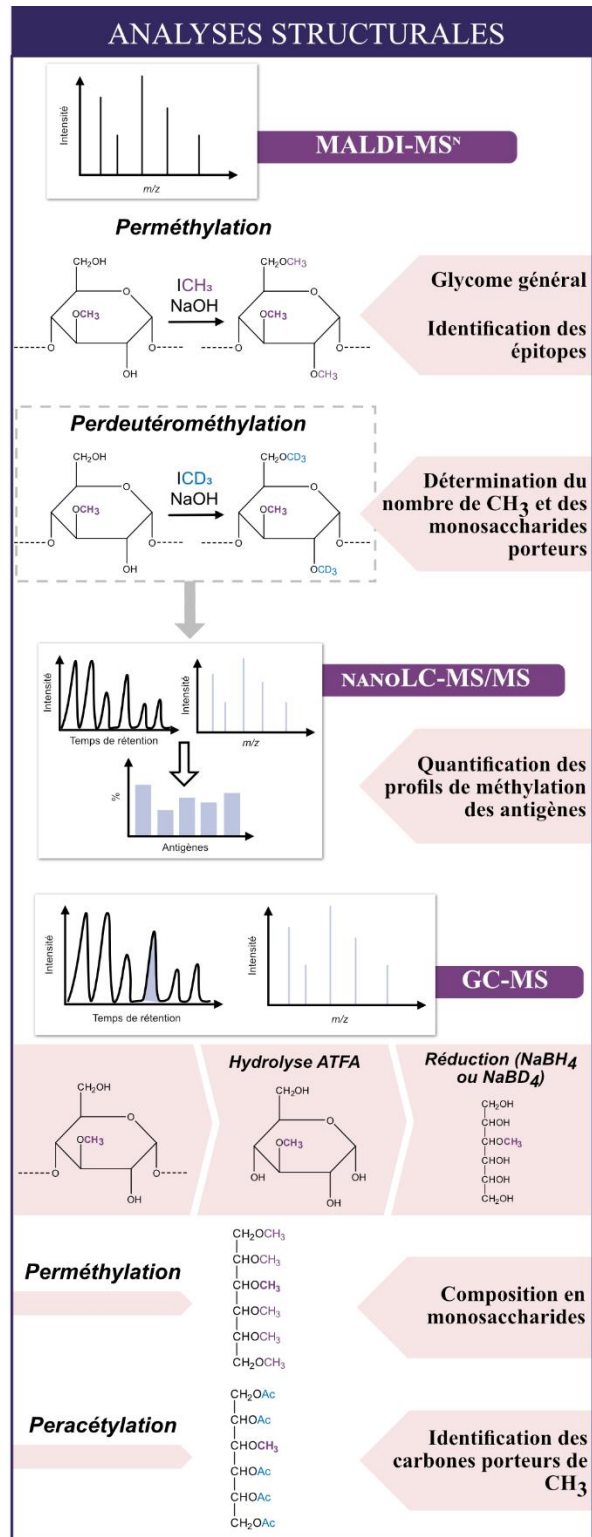 ANALYSES STRUCTURALES
Intensité
m/z
MALDI-MSᴺ
Perméthylation
CH₂OH
O
OCH₃
O
O
OH
ICH₃
NaOH
CH₂OCH₃
O
OCH₃
O
O
OCH₃
Glycome général
Identification des
épitopes
Perdeutérométhylation
CH₂OH
O
OCH₃
O
O
OH
ICD₃
NaOH
CH₂OCD₃
O
OCH₃
O
O
OCD₃
Détermination du
nombre de CH₃ et des
monosaccharides
porteurs
Intensité
Temps de rétention
Intensité
m/z
%
Antigènes
NANOLC-MS/MS
Quantification des
profils de méthylation
des antigènes
Intensité
Temps de rétention
Intensité
m/z
GC-MS
CH₂OH
O
OCH₃
O
O
OH
Hydrolyse ATFA
CH₂OH
O
OCH₃
OH
OH
OH
Réduction (NaBH₄
ou NaBD₄)
CH₂OH
CHOH
CHOCH₃
CHOH
CHOH
CH₂OH
Perméthylation
CH₂OCH₃
CHOCH₃
CHOCH₃
CHOCH₃
CHOCH₃
CH₂OCH₃
Composition en
monosaccharides
Peracétylation
CH₂OAc
CHOAc
CHOCH₃
CHOAc
CHOAc
CH₂OAc
Identification des
carbones porteurs de
CH₃